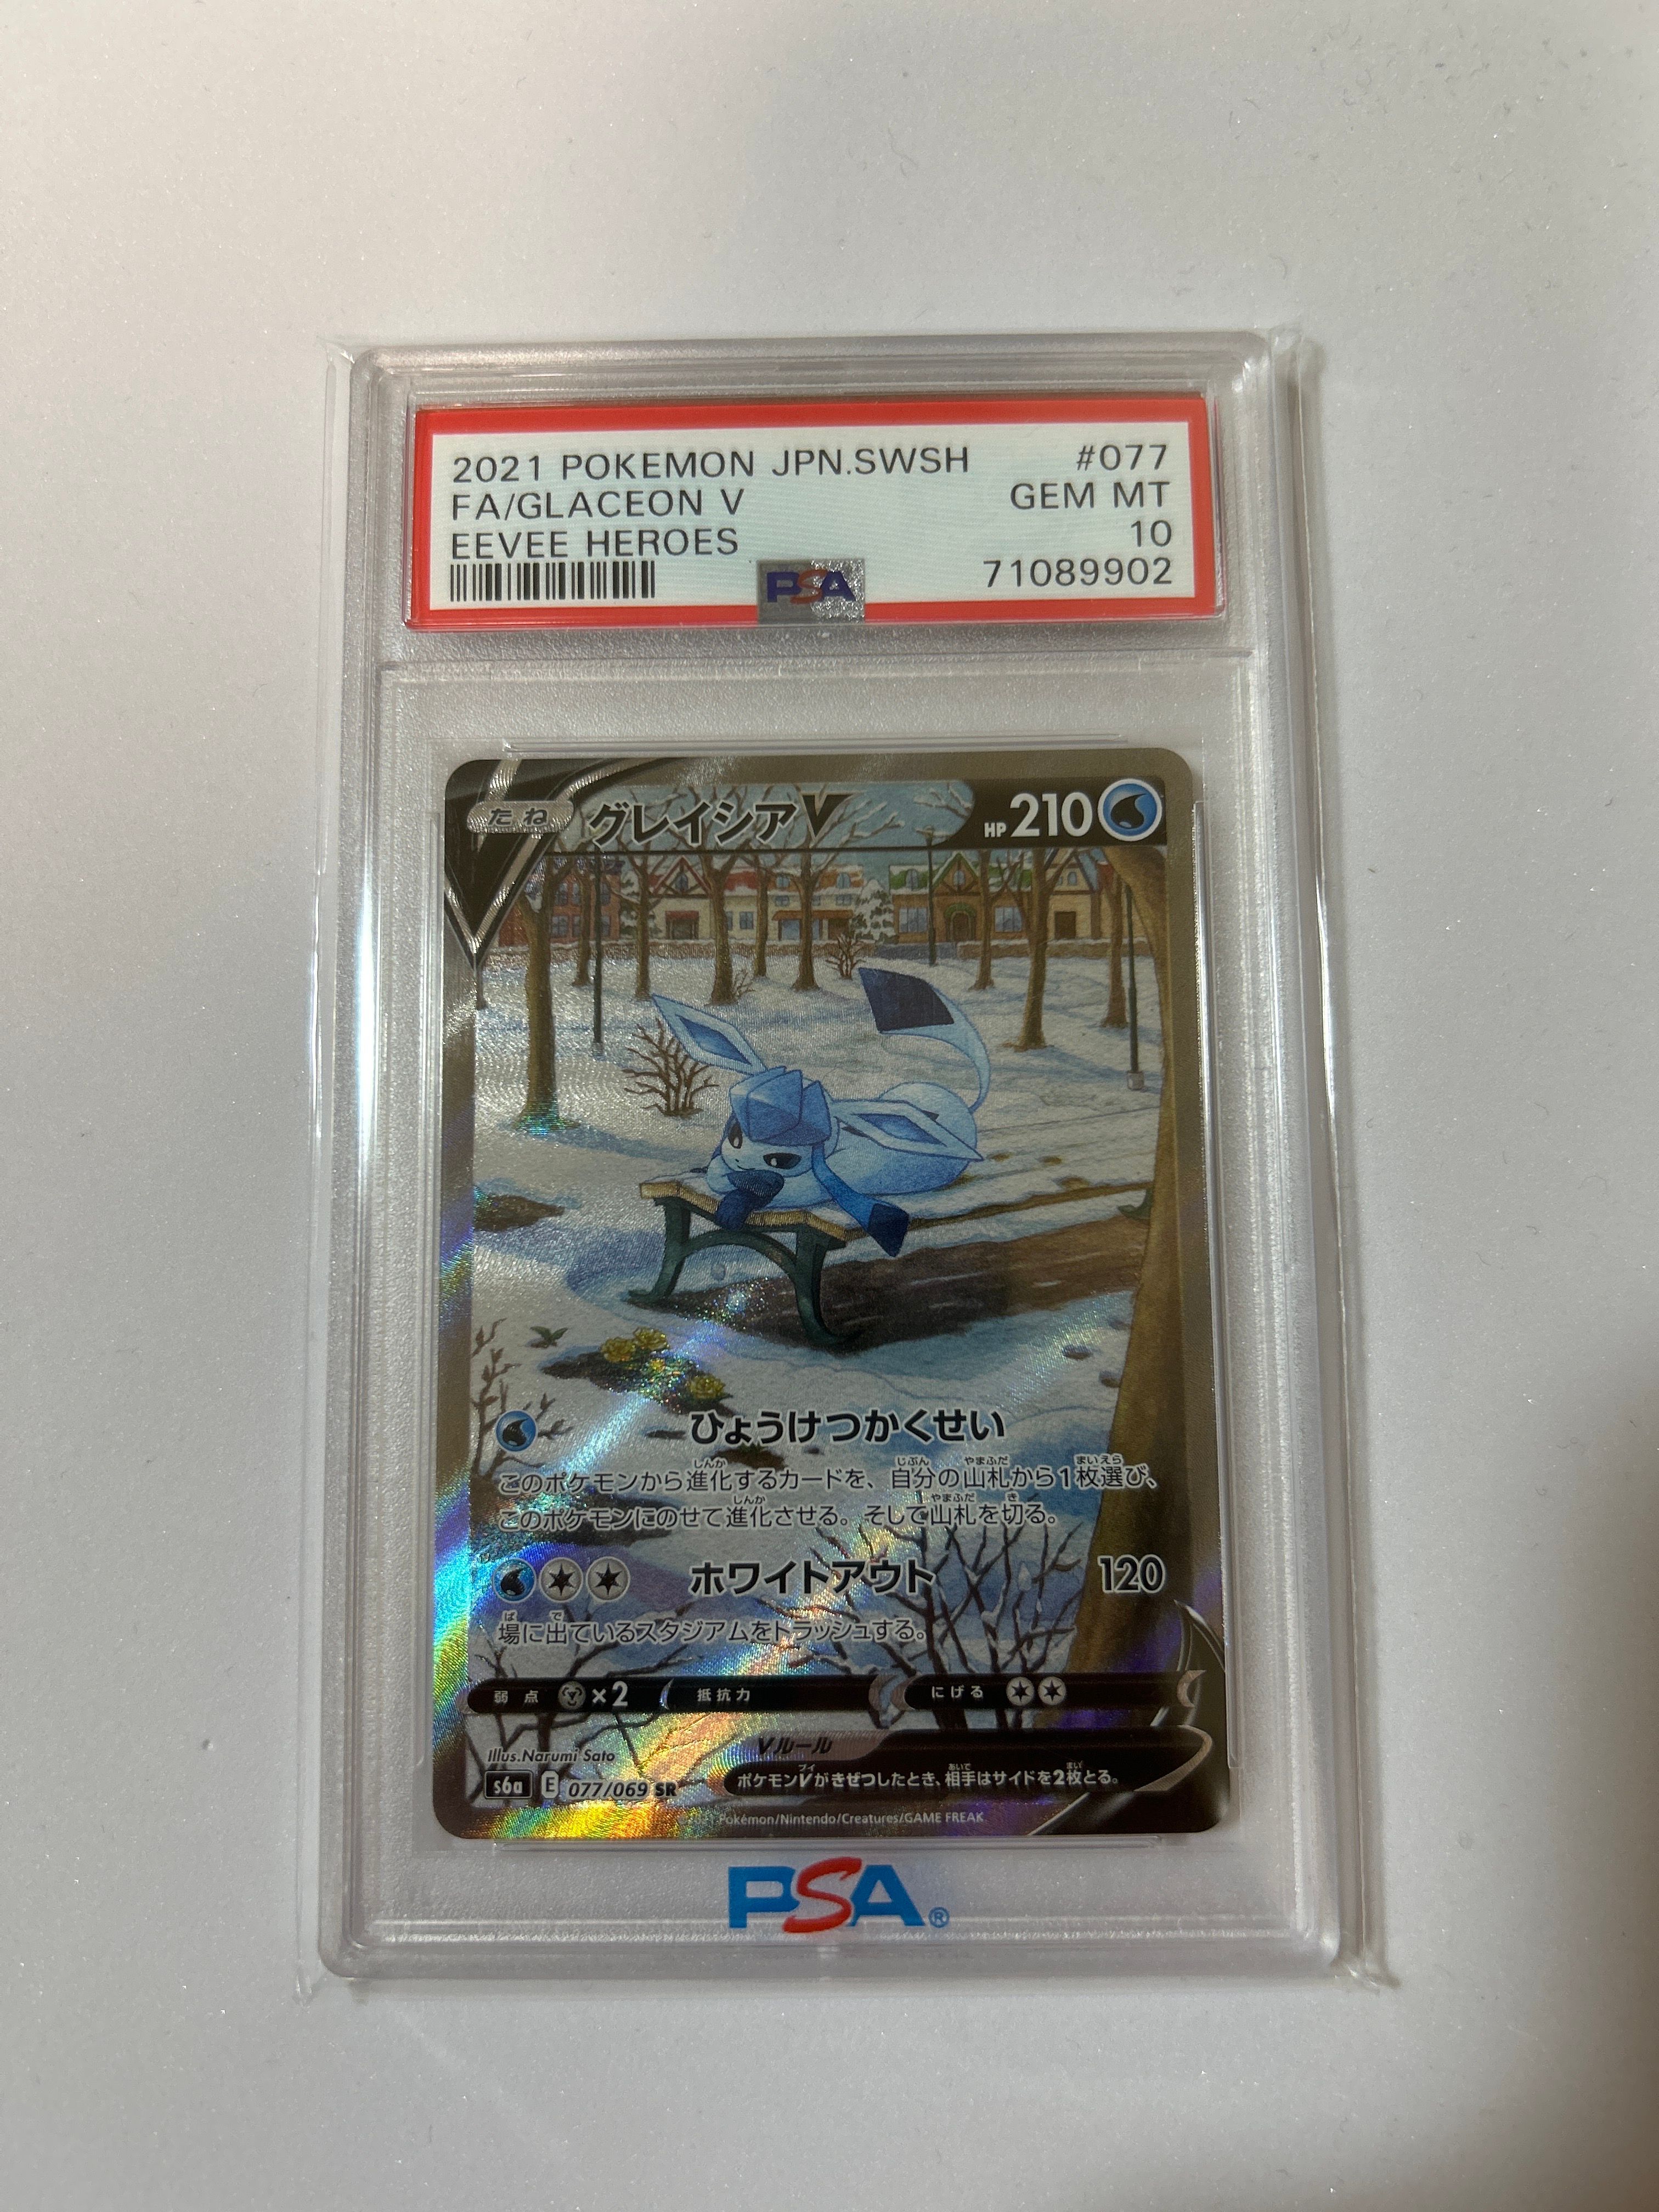 2021 POKEMON JPN.SWSH #077
FA/GLACEON V GEM MT
EEVEE HEROES 10
PSA 71089902
たね グレイシアV HP210
ひょうけつかくせい
このポケモンから進化するカードを、自分の山札から1枚選び、
このポケモンにのせて進化させる。そして山札を切る。
ホワイトアウト 120
場に出ているスタジアムをトラッシュする。
弱点 ×2 抵抗力 にげる
Illus.Narumi Sato
Vルール
s6a E 077/069 SR
ポケモンVがきぜつしたとき、相手はサイドを2枚とる。
©2021 Pokémon/Nintendo/Creatures/GAME FREAK
PSA®